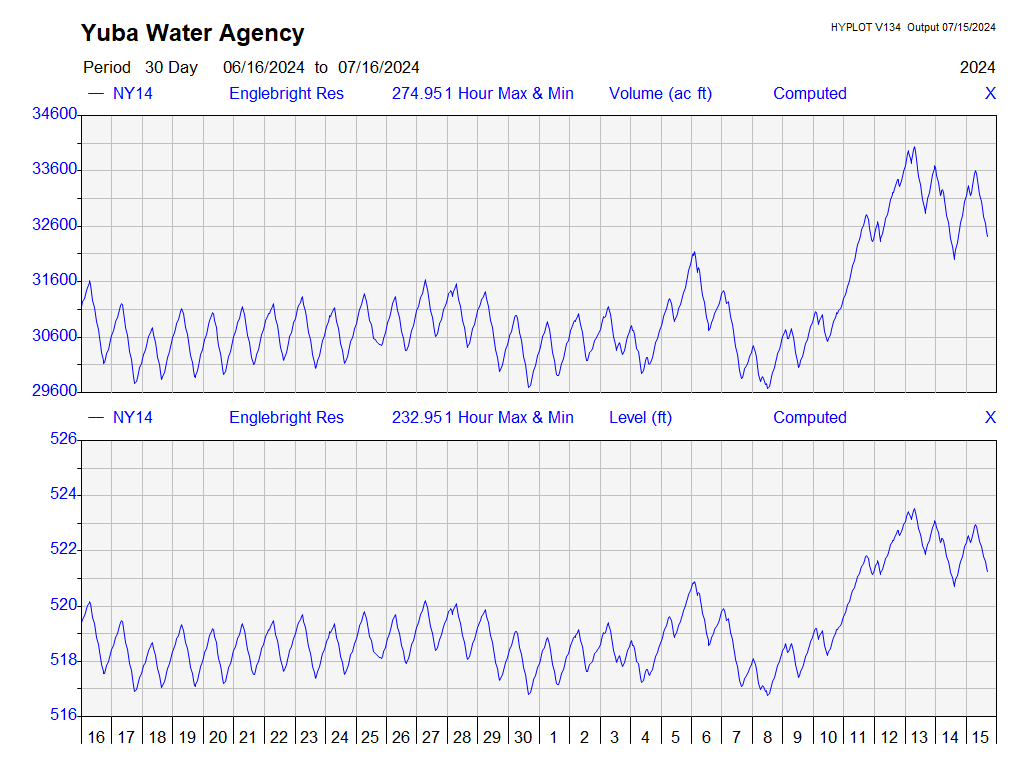 Yuba Water Agency
HYPLOT V134 Output 07/15/2024
Period 30 Day 06/16/2024 to 07/16/2024 2024
NY14 Englebright Res 274.951 Hour Max & Min Volume (ac ft) Computed X
34600
33600
32600
31600
30600
29600
NY14 Englebright Res 232.951 Hour Max & Min Level (ft) Computed X
526
524
522
520
518
516
16 17 18 19 20 21 22 23 24 25 26 27 28 29 30 1 2 3 4 5 6 7 8 9 10 11 12 13 14 15